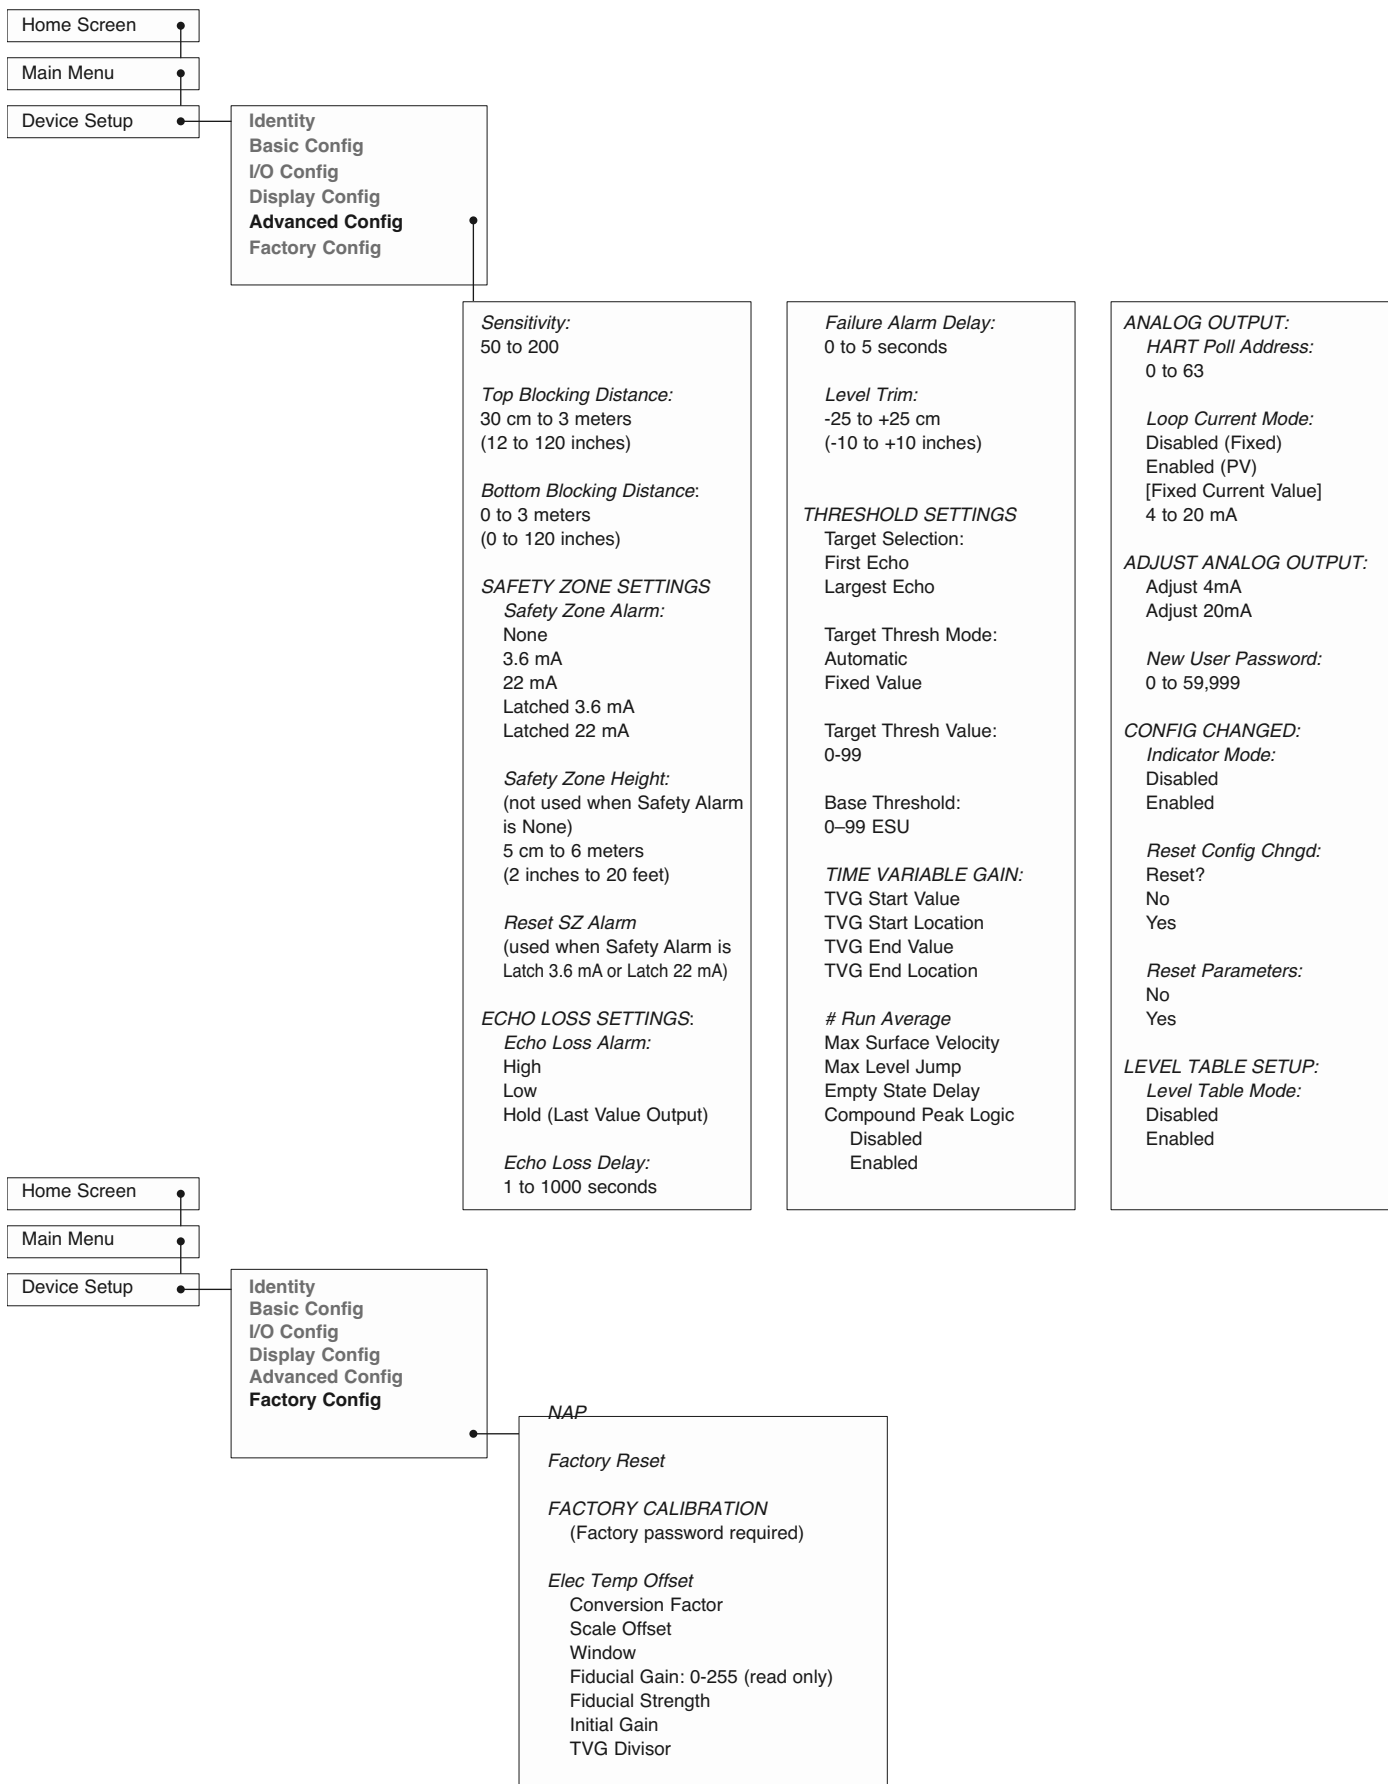 Home Screen
Main Menu
Device Setup
Identity
Basic Config
I/O Config
Display Config
Advanced Config
Factory Config
Sensitivity:
50 to 200
Top Blocking Distance:
30 cm to 3 meters
(12 to 120 inches)
Bottom Blocking Distance:
0 to 3 meters
(0 to 120 inches)
SAFETY ZONE SETTINGS
Safety Zone Alarm:
None
3.6 mA
22 mA
Latched 3.6 mA
Latched 22 mA
Safety Zone Height:
(not used when Safety Alarm
is None)
5 cm to 6 meters
(2 inches to 20 feet)
Reset SZ Alarm
(used when Safety Alarm is
Latch 3.6 mA or Latch 22 mA)
ECHO LOSS SETTINGS:
Echo Loss Alarm:
High
Low
Hold (Last Value Output)
Echo Loss Delay:
1 to 1000 seconds
Failure Alarm Delay:
0 to 5 seconds
Level Trim:
-25 to +25 cm
(-10 to +10 inches)
THRESHOLD SETTINGS
Target Selection:
First Echo
Largest Echo
Target Thresh Mode:
Automatic
Fixed Value
Target Thresh Value:
0-99
Base Threshold:
0–99 ESU
TIME VARIABLE GAIN:
TVG Start Value
TVG Start Location
TVG End Value
TVG End Location
# Run Average
Max Surface Velocity
Max Level Jump
Empty State Delay
Compound Peak Logic
Disabled
Enabled
ANALOG OUTPUT:
HART Poll Address:
0 to 63
Loop Current Mode:
Disabled (Fixed)
Enabled (PV)
[Fixed Current Value]
4 to 20 mA
ADJUST ANALOG OUTPUT:
Adjust 4mA
Adjust 20mA
New User Password:
0 to 59,999
CONFIG CHANGED:
Indicator Mode:
Disabled
Enabled
Reset Config Chngd:
Reset?
No
Yes
Reset Parameters:
No
Yes
LEVEL TABLE SETUP:
Level Table Mode:
Disabled
Enabled
Home Screen
Main Menu
Device Setup
Identity
Basic Config
I/O Config
Display Config
Advanced Config
Factory Config
NAP
Factory Reset
FACTORY CALIBRATION
(Factory password required)
Elec Temp Offset
Conversion Factor
Scale Offset
Window
Fiducial Gain: 0-255 (read only)
Fiducial Strength
Initial Gain
TVG Divisor